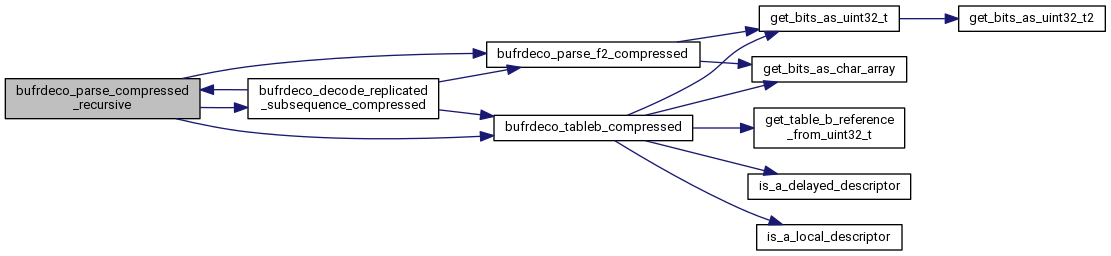 bufrdeco_parse_compressed
_recursive
bufrdeco_decode_replicated
_subsequence_compressed
bufrdeco_parse_f2_compressed
bufrdeco_tableb_compressed
get_bits_as_uint32_t
get_bits_as_char_array
get_table_b_reference
_from_uint32_t
is_a_delayed_descriptor
is_a_local_descriptor
get_bits_as_uint32_t2